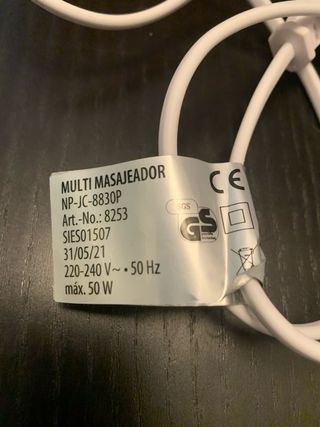 MULTI MASAJEADOR
NP-JC-8830P
Art.-No.: 8253
SIES01507
31/05/21
220-240 V ~ • 50 Hz
máx. 50 W
CE
SGS
GS